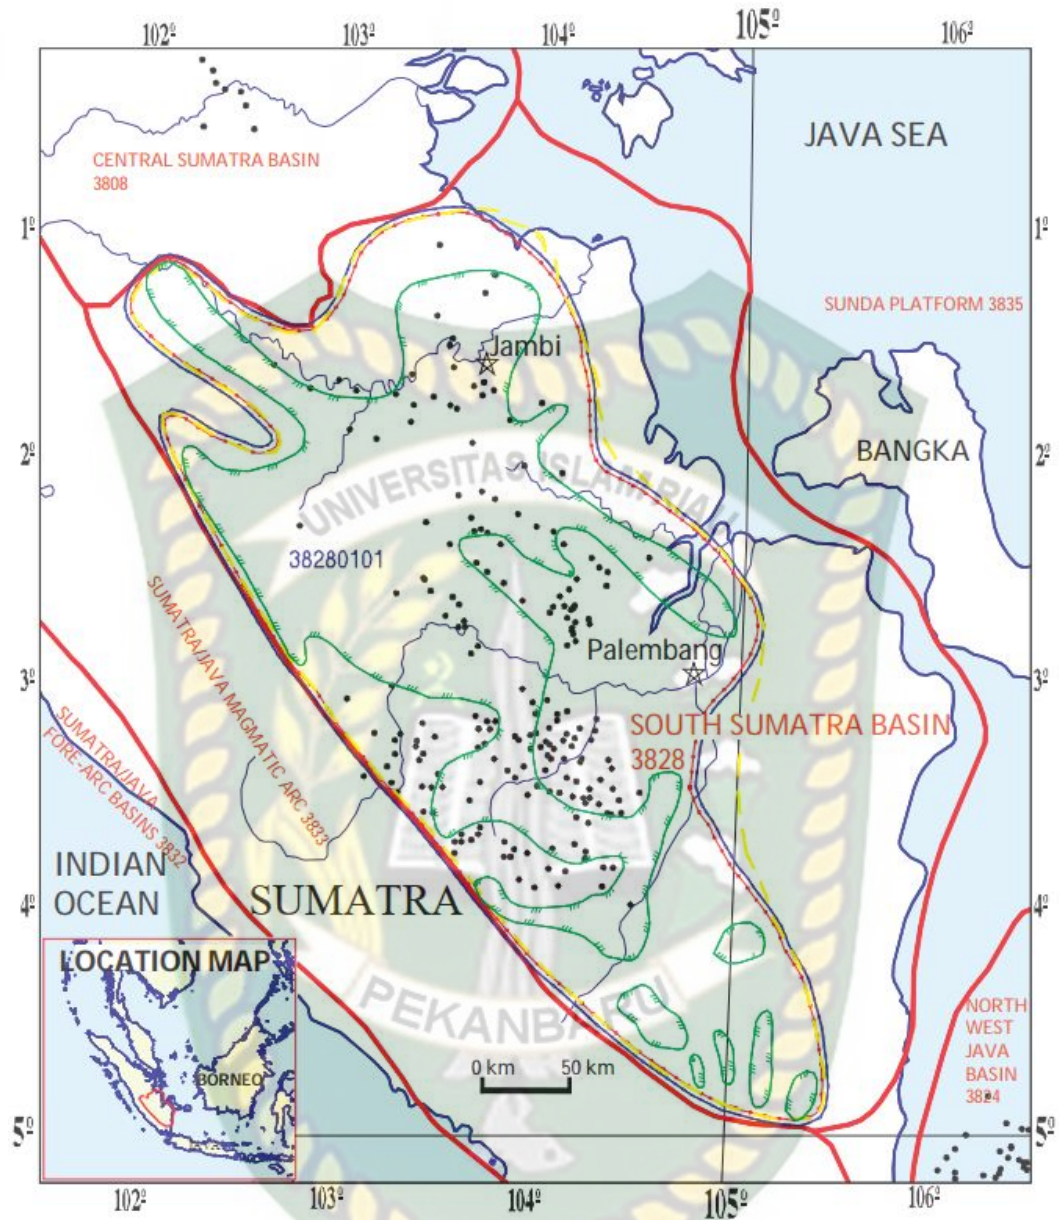 102º 103º 104º 105º 106º
JAVA SEA
CENTRAL SUMATRA BASIN
3808
1º 1º
SUNDA PLATFORM 3835
Jambi
BANGKA
2º 2º
UNIVERSITAS ISLAM RIAU
38280101
SUMATRA/JAVA MAGMATIC ARC 3833
Palembang
3º 3º
SOUTH SUMATRA BASIN
3828
SUMATRA/JAVA
FORE-ARC BASINS 3832
INDIAN
OCEAN
SUMATRA
4º 4º
LOCATION MAP
PEKANBARU
NORTH
WEST
JAVA
BASIN
3824
0 km 50 km
BORNEO
5º 5º
102º 103º 104º 105º 106º